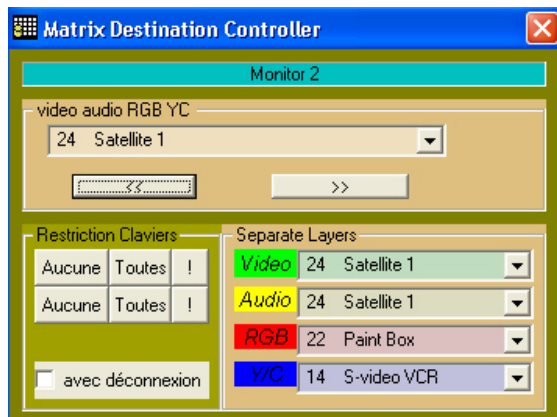 Matrix Destination Controller
Monitor 2
video audio RGB YC
24 Satellite 1
<< >>
Restriction Claviers
Aucune Toutes !
Aucune Toutes !
avec déconnexion
Separate Layers
Video 24 Satellite 1
Audio 24 Satellite 1
RGB 22 Paint Box
Y/C 14 S-video VCR